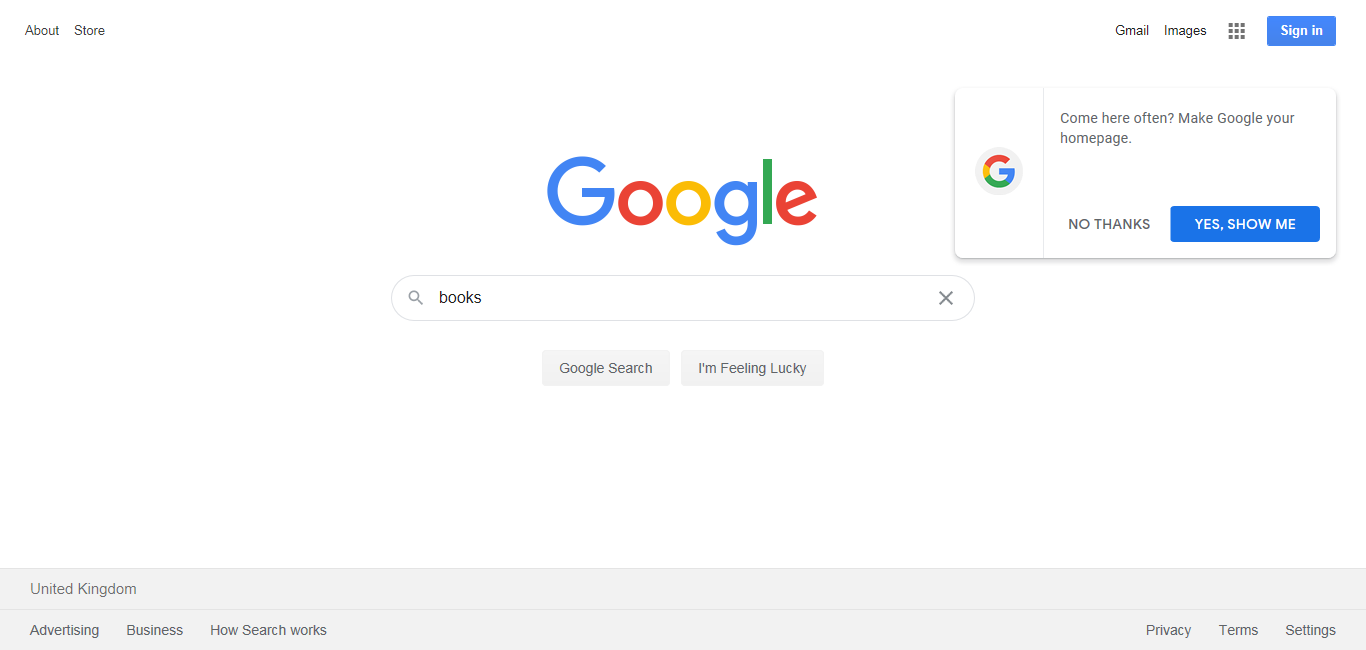 About Store
Gmail Images Sign in
Come here often? Make Google your
homepage.
NO THANKS YES, SHOW ME
Google
books
Google Search I'm Feeling Lucky
United Kingdom
Advertising Business How Search works
Privacy Terms Settings